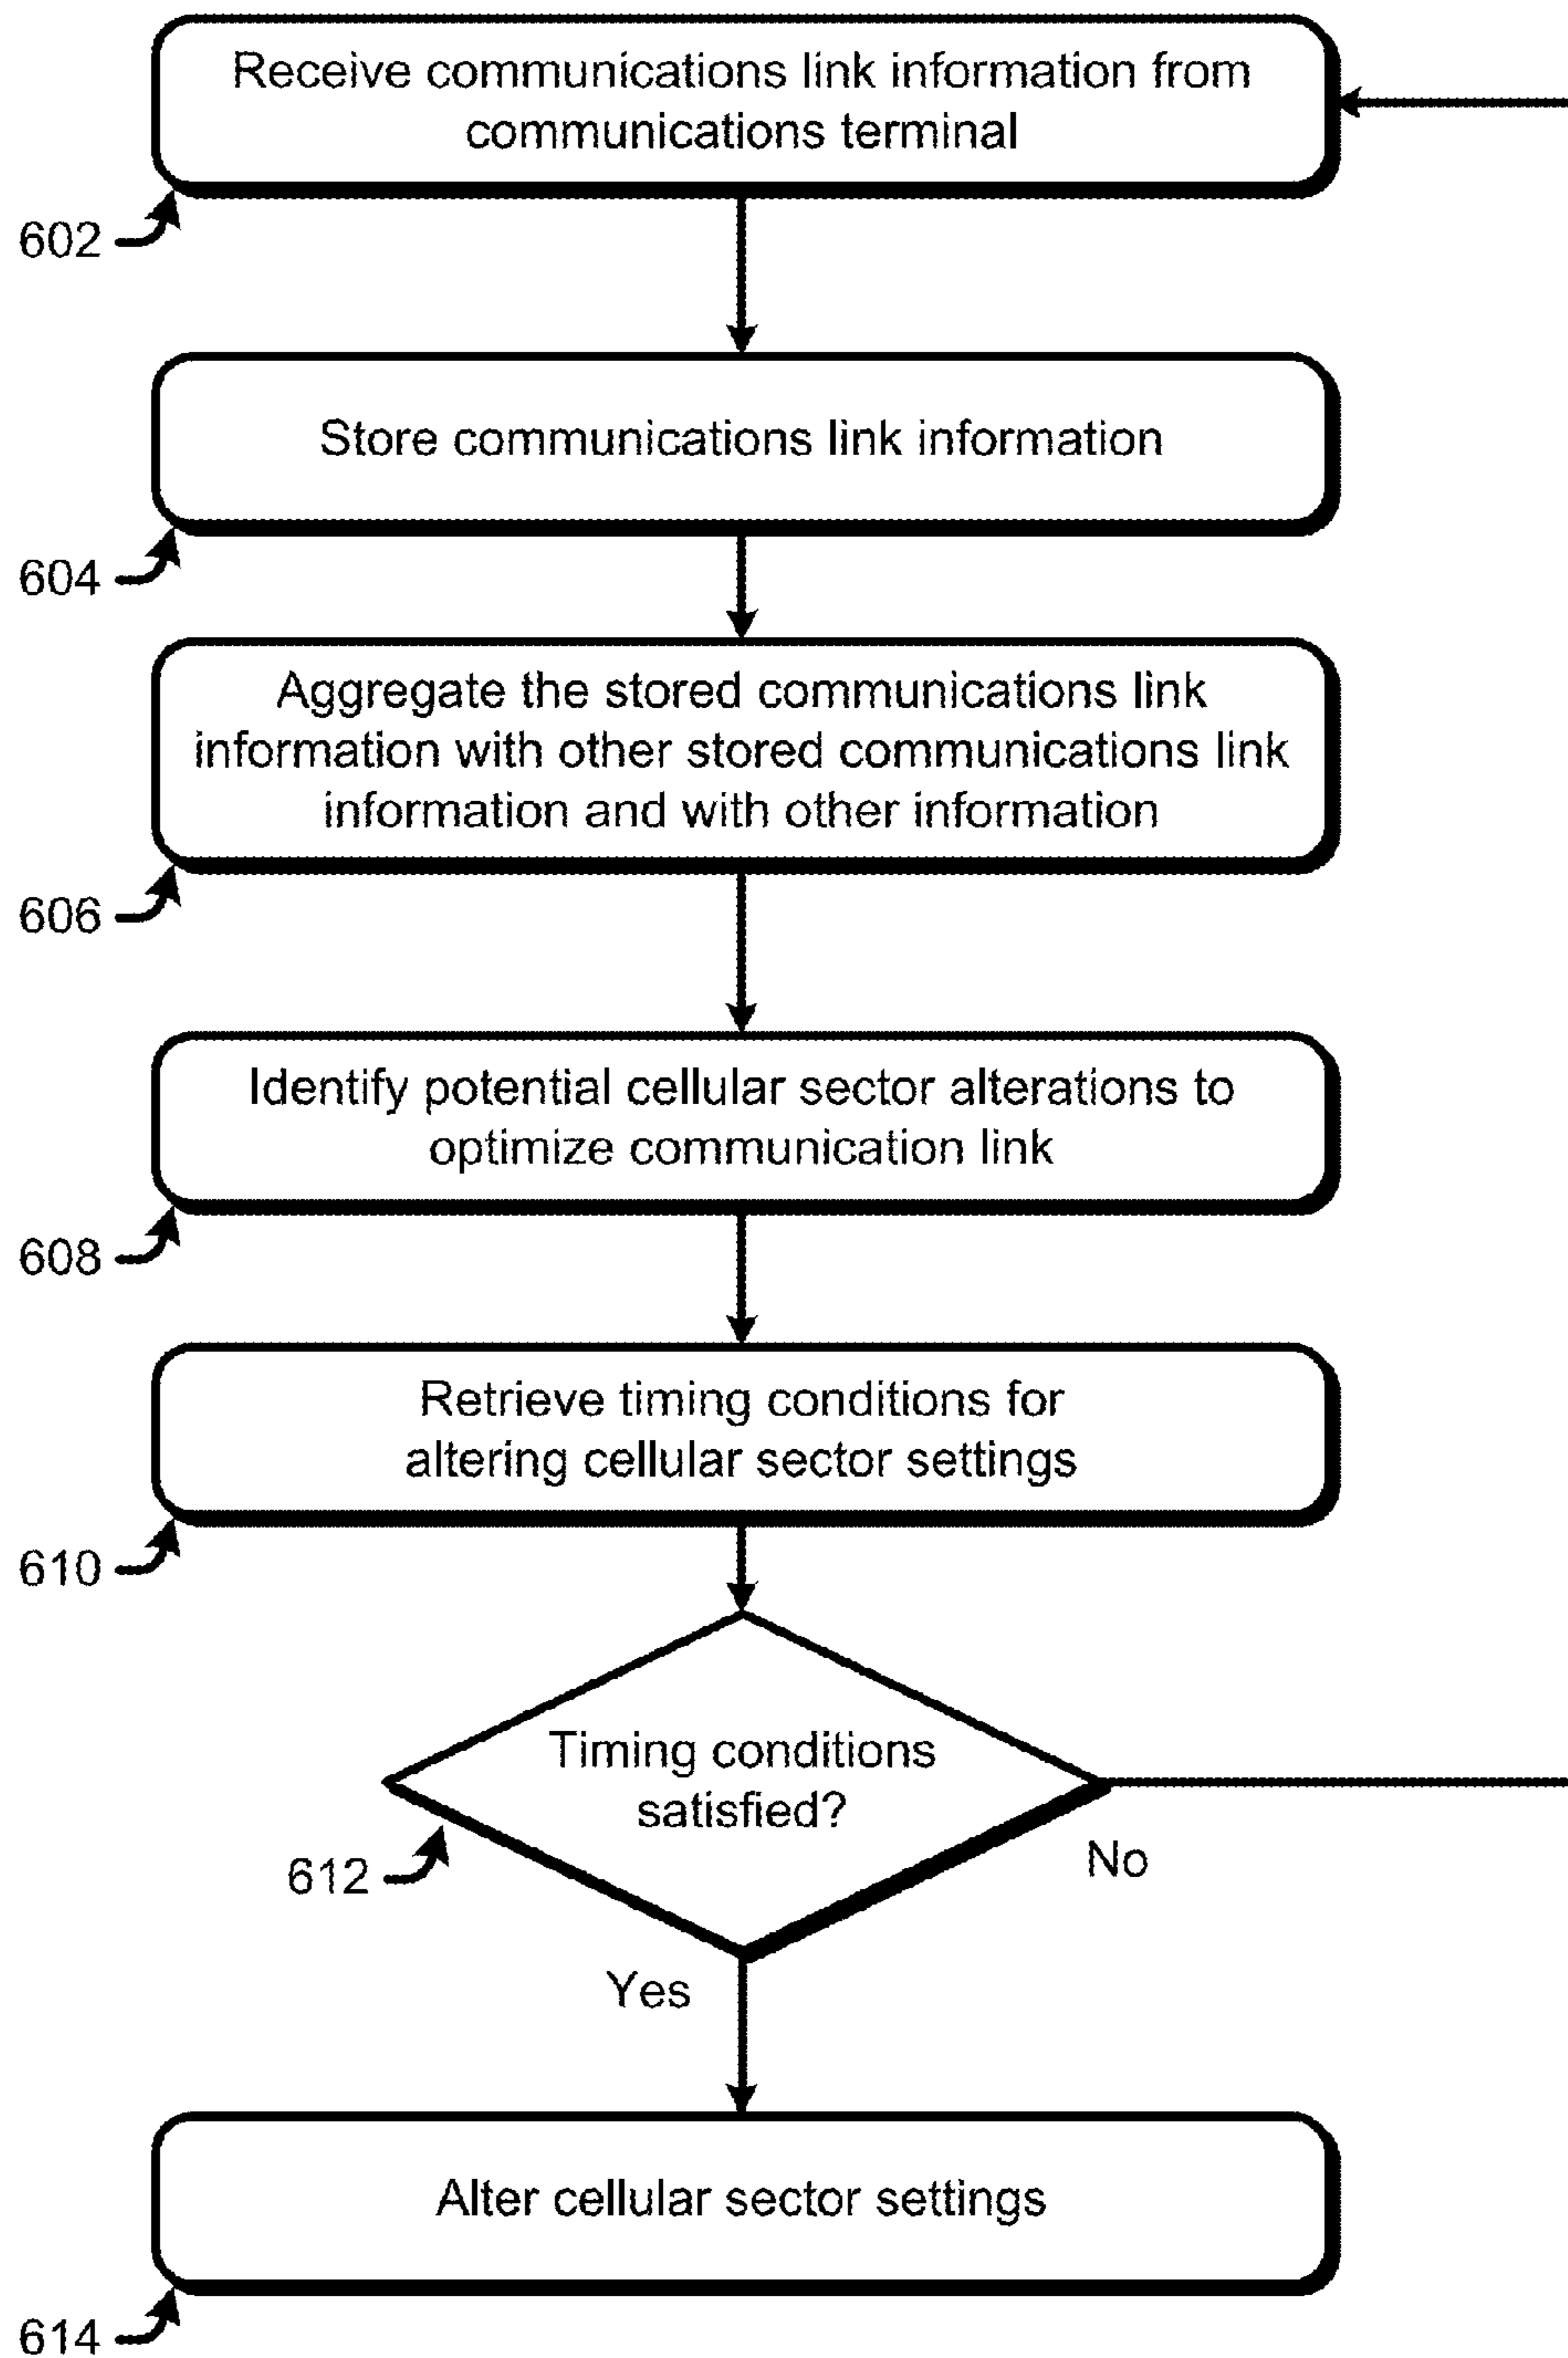 Receive communications link information from
communications terminal
602
Store communications link information
604
Aggregate the stored communications link
information with other stored communications link
information and with other information
606
Identify potential cellular sector alterations to
optimize communication link
608
Retrieve timing conditions for
altering cellular sector settings
610
Timing conditions
satisfied?
612
No
Yes
Alter cellular sector settings
614